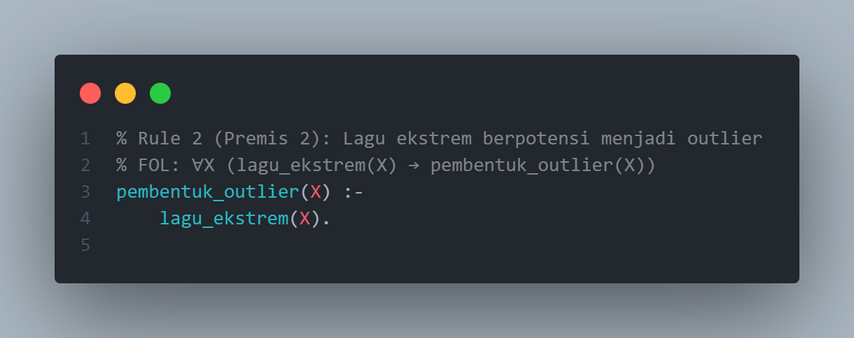 1 % Rule 2 (Premis 2): Lagu ekstrem berpotensi menjadi outlier
2 % FOL: ∀X (lagu_ekstrem(X) → pembentuk_outlier(X))
3 pembentuk_outlier(X) :-
4     lagu_ekstrem(X).
5